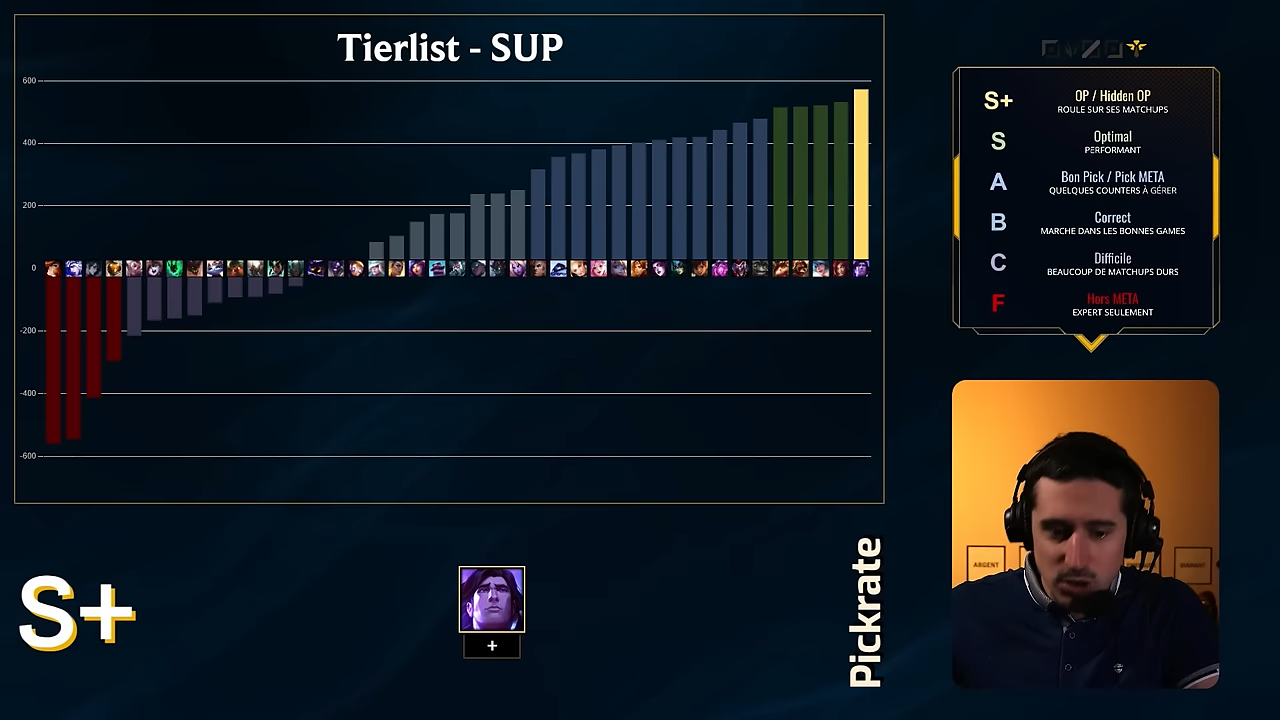 Tierlist - SUP
600
400
200
0
-200
-400
-600
S+
OP / Hidden OP
ROULE SUR SES MATCHUPS
S
Optimal
PERFORMANT
A
Bon Pick / Pick META
QUELQUES COUNTERS À GÉRER
B
Correct
MARCHE DANS LES BONNES GAMES
C
Difficile
BEAUCOUP DE MATCHUPS DURS
F
Hors META
EXPERT SEULEMENT
ARGENT
S+
+
Pickrate